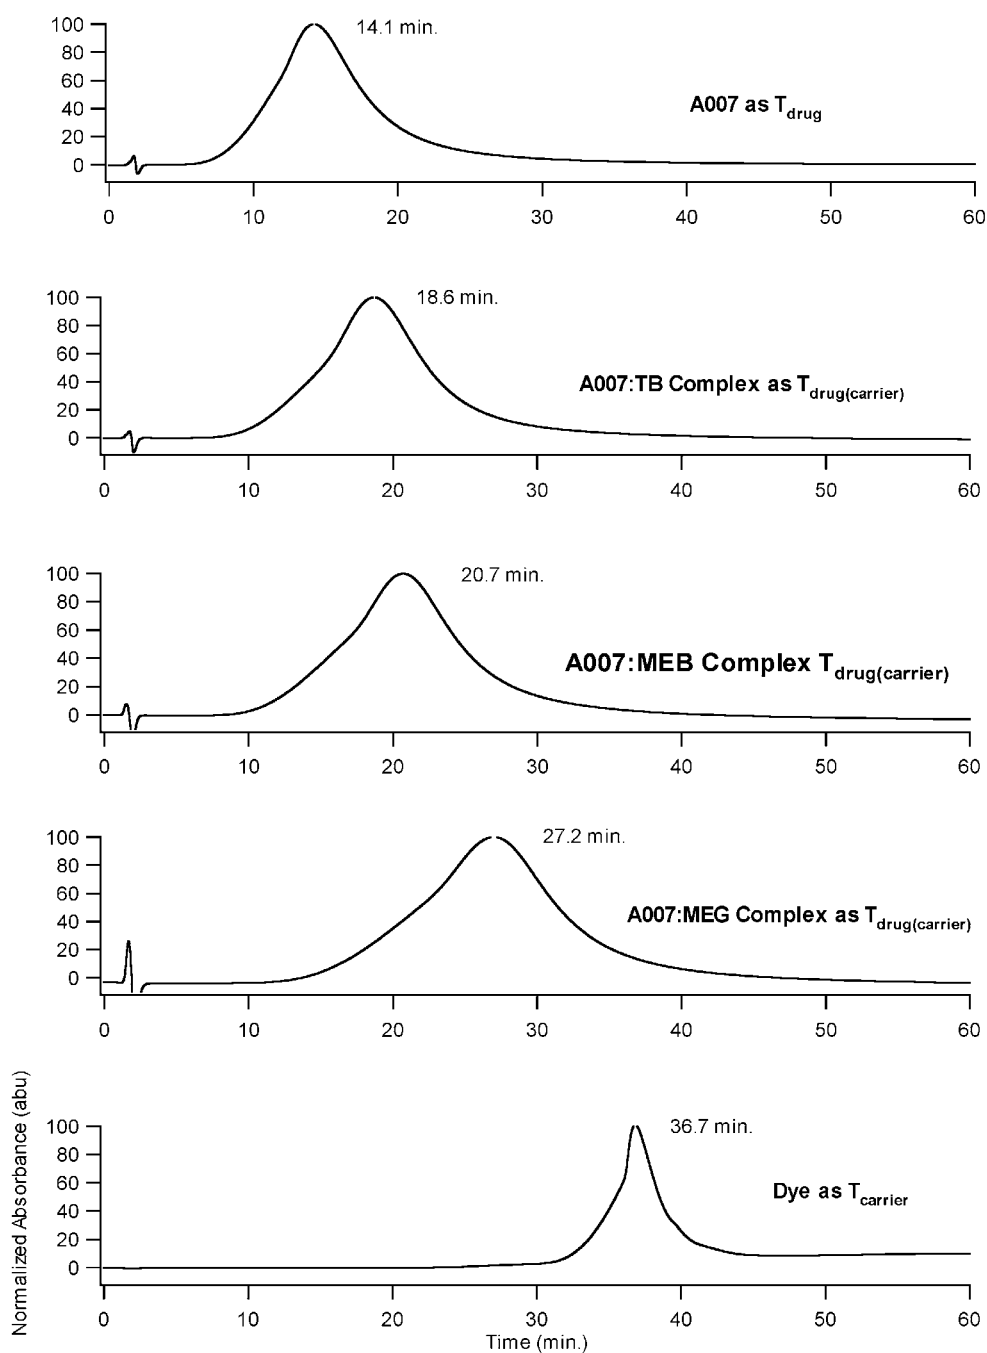 100
80
60
40
20
0
14.1 min.
A007 as Tdrug
0 10 20 30 40 50 60
100
80
60
40
20
0
18.6 min.
A007:TB Complex as Tdrug(carrier)
0 10 20 30 40 50 60
100
80
60
40
20
0
20.7 min.
A007:MEB Complex Tdrug(carrier)
0 10 20 30 40 50 60
100
80
60
40
20
0
27.2 min.
A007:MEG Complex as Tdrug(carrier)
0 10 20 30 40 50 60
Normalized Absorbance (abu)
100
80
60
40
20
0
36.7 min.
Dye as Tcarrier
0 10 20 30 40 50 60
Time (min.)